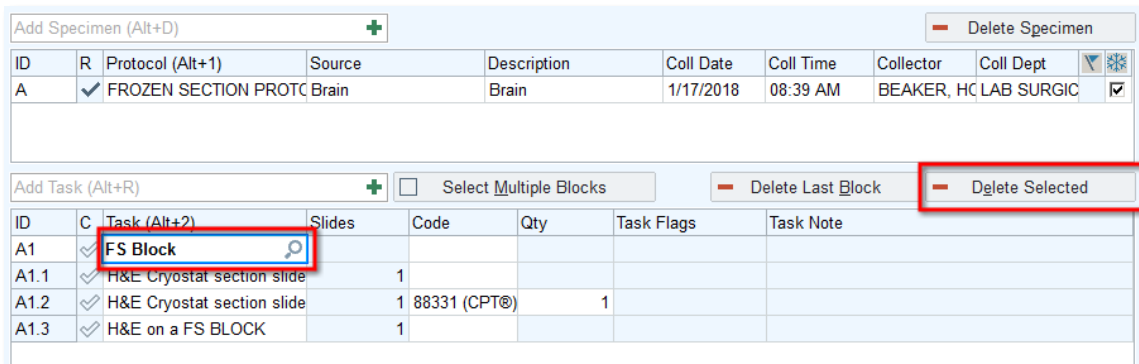 Add Specimen (Alt+D) Delete Specimen
ID R Protocol (Alt+1) Source Description Coll Date Coll Time Collector Coll Dept
A FROZEN SECTION PROTC Brain Brain 1/17/2018 08:39 AM BEAKER, HC LAB SURGIC
Add Task (Alt+R) Select Multiple Blocks Delete Last Block Delete Selected
ID C Task (Alt+2) Slides Code Qty Task Flags Task Note
A1 FS Block
A1.1 H&E Cryostat section slide 1
A1.2 H&E Cryostat section slide 1 88331 (CPT®) 1
A1.3 H&E on a FS BLOCK 1